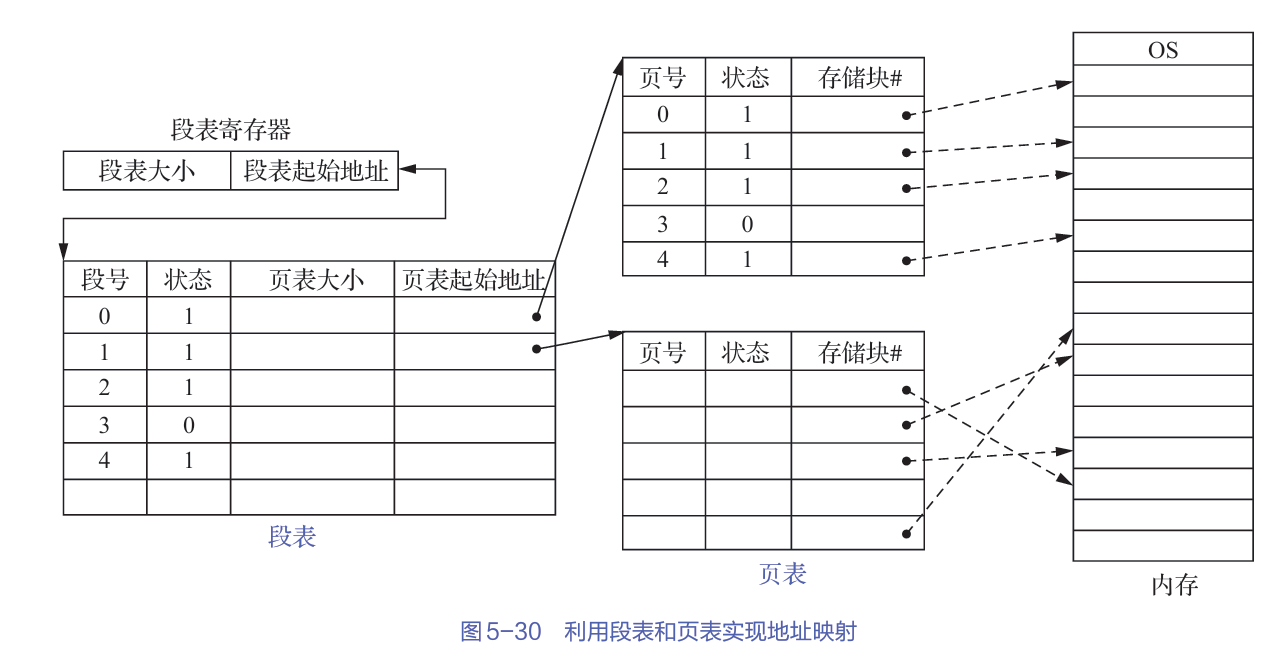 段表寄存器
段表大小 段表起始地址
段号 状态 页表大小 页表起始地址
0 1
1 1
2 1
3 0
4 1
段表
页号 状态 存储块#
0 1
1 1
2 1
3 0
4 1
页号 状态 存储块#
页表
OS
内存
图5-30 利用段表和页表实现地址映射